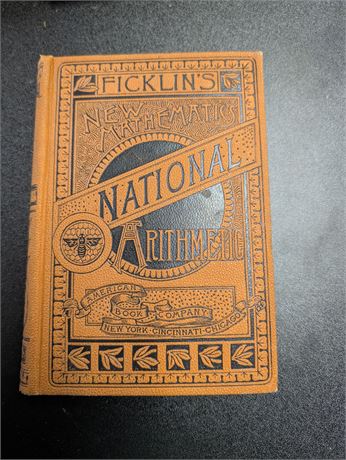 FICKLIN'S
NEW MATHEMATICS
NATIONAL
ARITHMETIC
AMERICAN
BOOK COMPANY
NEW YORK · CINCINNATI · CHICAGO